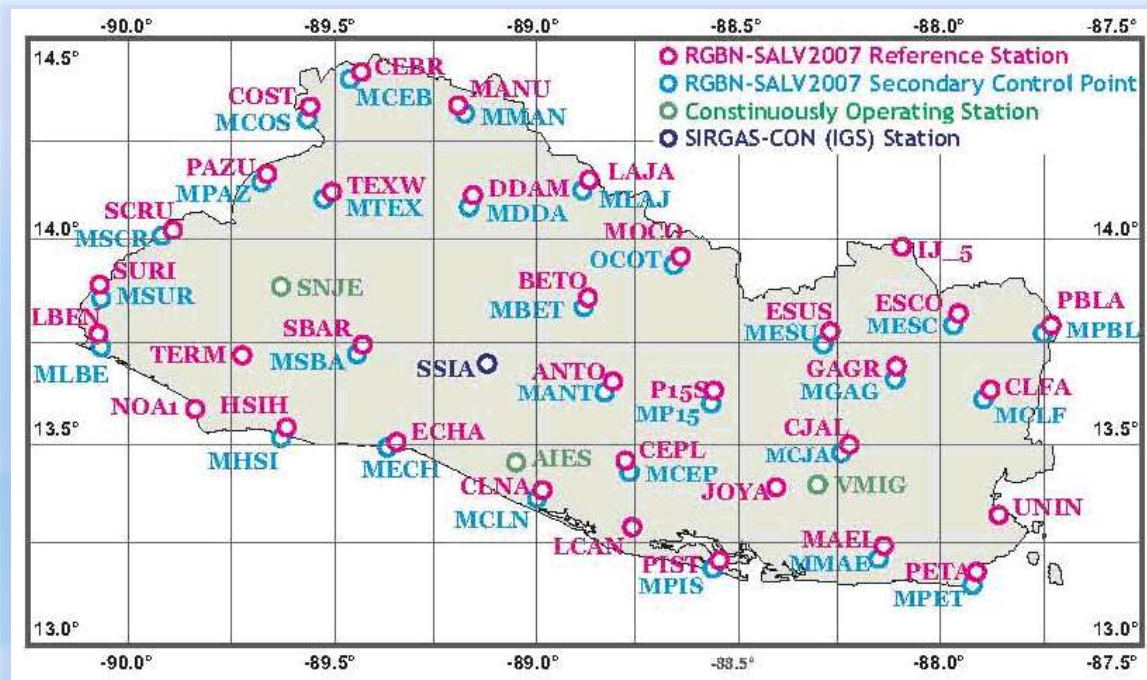 -90.0° -89.5° -89.0° -88.5° -88.0° -87.5°
14.5°
RGBN-SALV2007 Reference Station
RGBN-SALV2007 Secondary Control Point
Constinuously Operating Station
SIRGAS-CON (IGS) Station
CEBR
MCEB
COST
MCOS
MANU
MMAN
PAZU
MPAZ
TEXW
MTEX
DDAM
MDDA
LAJA
MLAJ
SCRU
MSCR
14.0°
14.0°
MOCO
OCOT
IJ_5
SURI
MSUR
SNJE
BETO
MBET
ESUS
MESU
ESCO
MESC
PBLA
MPBL
LBEN
MLBE
TERM
SBAR
MSBA
SSIA
ANTO
MANT
P15S
MP15
GAGR
MGAG
CLFA
MCLF
NOA1
HSIH
MHSI
ECHA
MECH
13.5°
13.5°
AIES
CEPL
MCEP
CJAL
MCJA
JOYA
VMIG
CLNA
MCLN
LCAN
UNIN
PIST
MPIS
MAEL
MMAE
PETA
MPET
13.0°
13.0°
-90.0° -89.5° -89.0° -88.5° -88.0° -87.5°